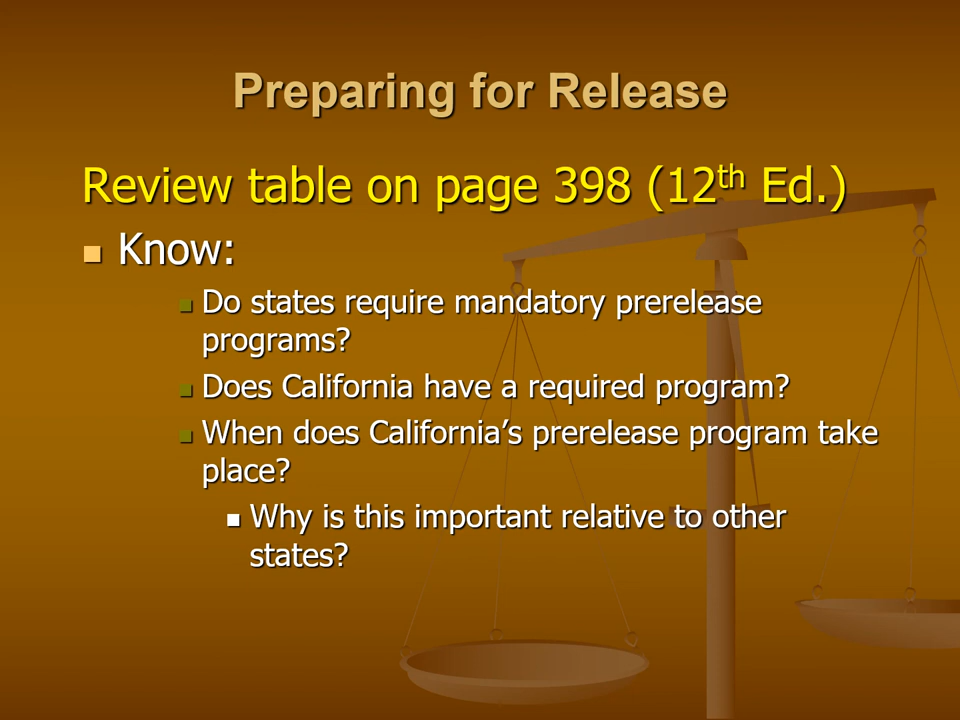 Preparing for Release
Review table on page 398 (12th Ed.)
Know:
Do states require mandatory prerelease
programs?
Does California have a required program?
When does California’s prerelease program take
place?
Why is this important relative to other
states?